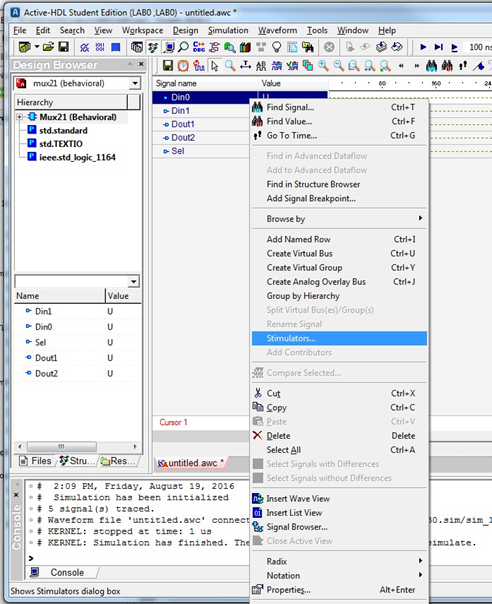 Active-HDL Student Edition (LAB0 ,LAB0) - untitled.awc *
File Edit Search View Workspace Design Simulation Waveform Tools Window Help
100 ns
Design Browser
mux21 (behavioral)
Hierarchy
Mux21 (Behavioral)
std.standard
std.TEXTIO
ieee.std_logic_1164
Name Value
Din1 U
Din0 U
Sel U
Dout1 U
Dout2 U
Files Stru... Res...
Signal name Value 80 160
Din0 U
Din1
Dout1
Dout2
Sel
Cursor 1
untitled.awc *
Find Signal... Ctrl+T
Find Value... Ctrl+F
Go To Time... Ctrl+G
Find in Advanced Dataflow
Add to Advanced Dataflow
Find in Structure Browser
Add Signal Breakpoint...
Browse by
Add Named Row Ctrl+I
Create Virtual Bus Ctrl+U
Create Virtual Group Ctrl+Y
Create Analog Overlay Bus Ctrl+J
Group by Hierarchy
Split Virtual Bus(es)/Group(s)
Rename Signal
Stimulators...
Add Contributors
Compare Selected...
Cut Ctrl+X
Copy Ctrl+C
Paste Ctrl+V
Delete Delete
Select All Ctrl+A
Select Signals with Differences
Select Signals without Differences
Insert Wave View
Insert List View
Signal Browser...
Close Active View
Radix
Notation
Properties... Alt+Enter
# 2:09 PM, Friday, August 19, 2016
# Simulation has been initialized
# 5 signal(s) traced.
# Waveform file 'untitled.awc' connect 80.sim/sim_1
# KERNEL: stopped at time: 1 us
# KERNEL: Simulation has finished. The simulate.
>
Console
Console
Shows Stimulators dialog box